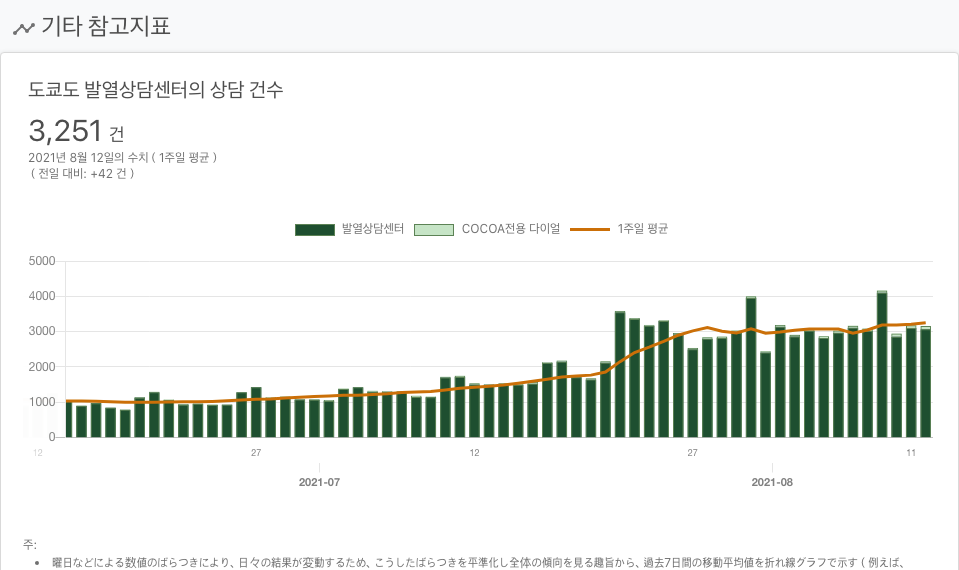 기타 참고지표
도쿄도 발열상담센터의 상담 건수
3,251 건
2021년 8월 12일의 수치 ( 1주일 평균 )
( 전일 대비: +42 건 )
발열상담센터 COCOA전용 다이얼 1주일 평균
5000
4000
3000
2000
1000
0
12 27 12 27 11
2021-07 2021-08
주:
• 曜日などによる数値のばらつきにより、日々の結果が変動するため、こうしたばらつきを平準化し全体の傾向を見る趣旨から、過去7日間の移動平均値を折れ線グラフで示す ( 例えば、